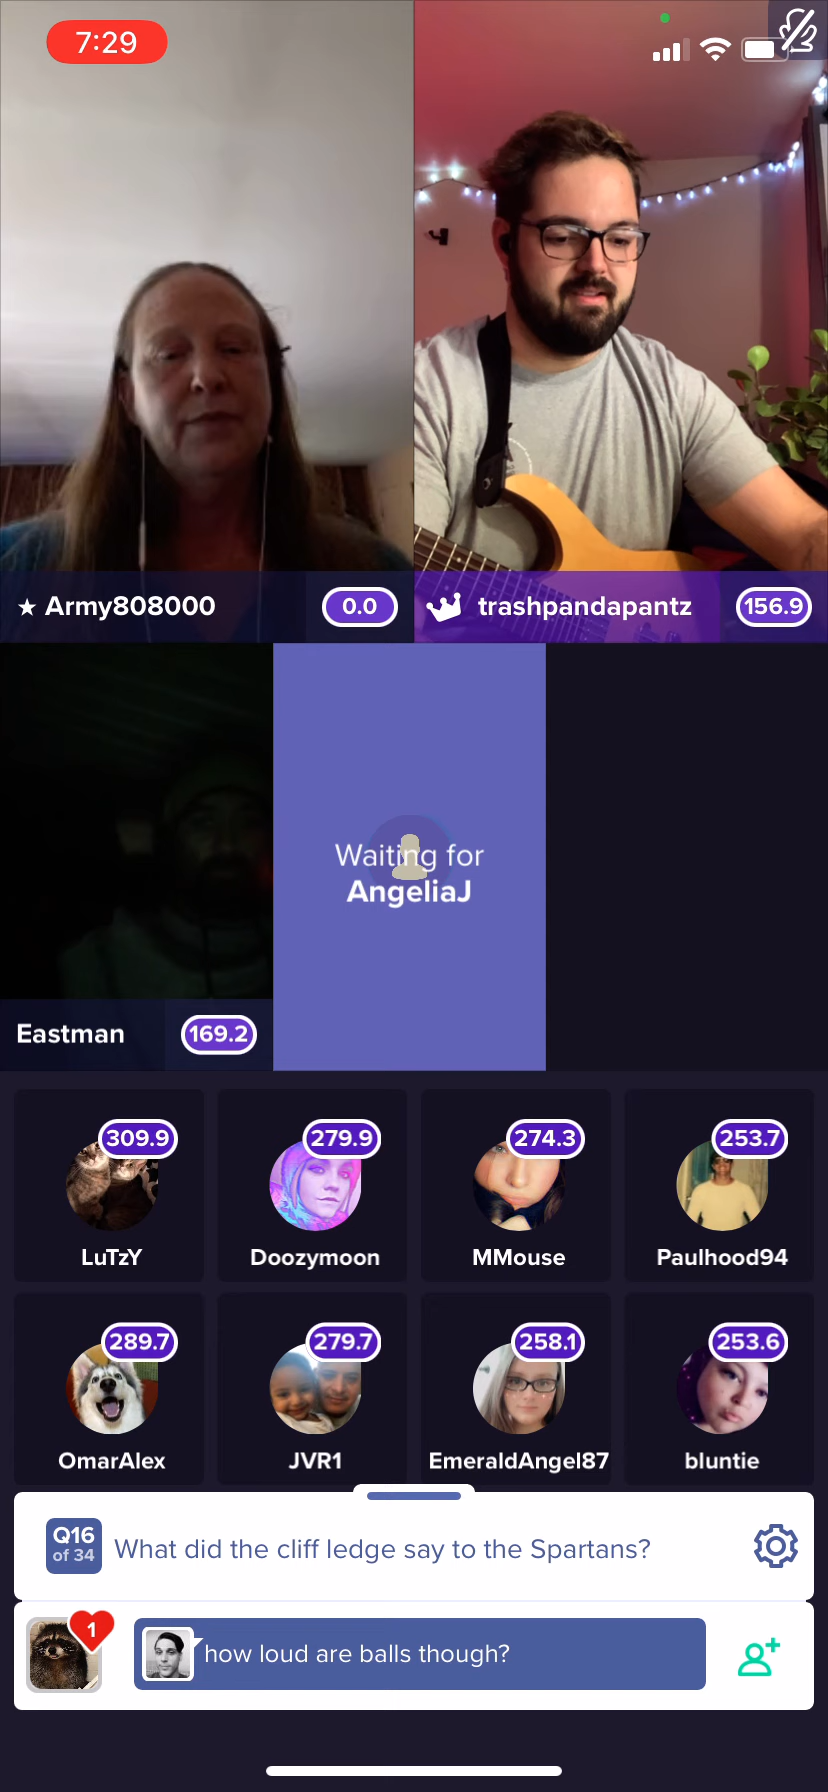 7:29
★ Army808000
0.0
trashpandapantz
156.9
Waiting for
AngeliaJ
Eastman
169.2
309.9
279.9
274.3
253.7
LuTzY
Doozymoon
MMouse
Paulhood94
289.7
279.7
258.1
253.6
OmarAlex
JVR1
EmeraldAngel87
bluntie
Q16
of 34
What did the cliff ledge say to the Spartans?
1
how loud are balls though?